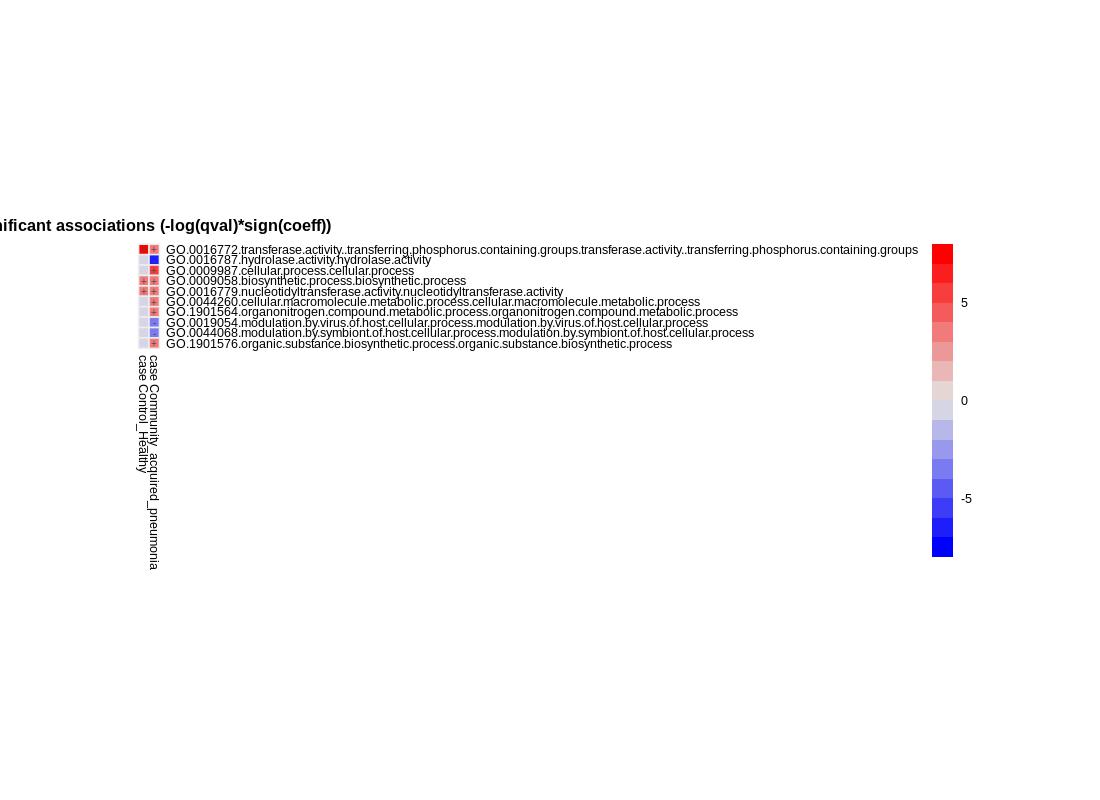 nificant associations (-log(qval)*sign(coeff))
GO.0016772.transferase.activity..transferring.phosphorus.containing.groups.transferase.activity..transferring.phosphorus.containing.groups
GO.0016787.hydrolase.activity.hydrolase.activity
GO.0009987.cellular.process.cellular.process
GO.0009058.biosynthetic.process.biosynthetic.process
GO.0016779.nucleotidyltransferase.activity.nucleotidyltransferase.activity
GO.0044260.cellular.macromolecule.metabolic.process.cellular.macromolecule.metabolic.process
GO.1901564.organonitrogen.compound.metabolic.process.organonitrogen.compound.metabolic.process
GO.0019054.modulation.by.virus.of.host.cellular.process.modulation.by.virus.of.host.cellular.process
GO.0044068.modulation.by.symbiont.of.host.cellular.process.modulation.by.symbiont.of.host.cellular.process
GO.1901576.organic.substance.biosynthetic.process.organic.substance.biosynthetic.process
case Control_Healthy
case Community_acquired_pneumonia
5
0
-5